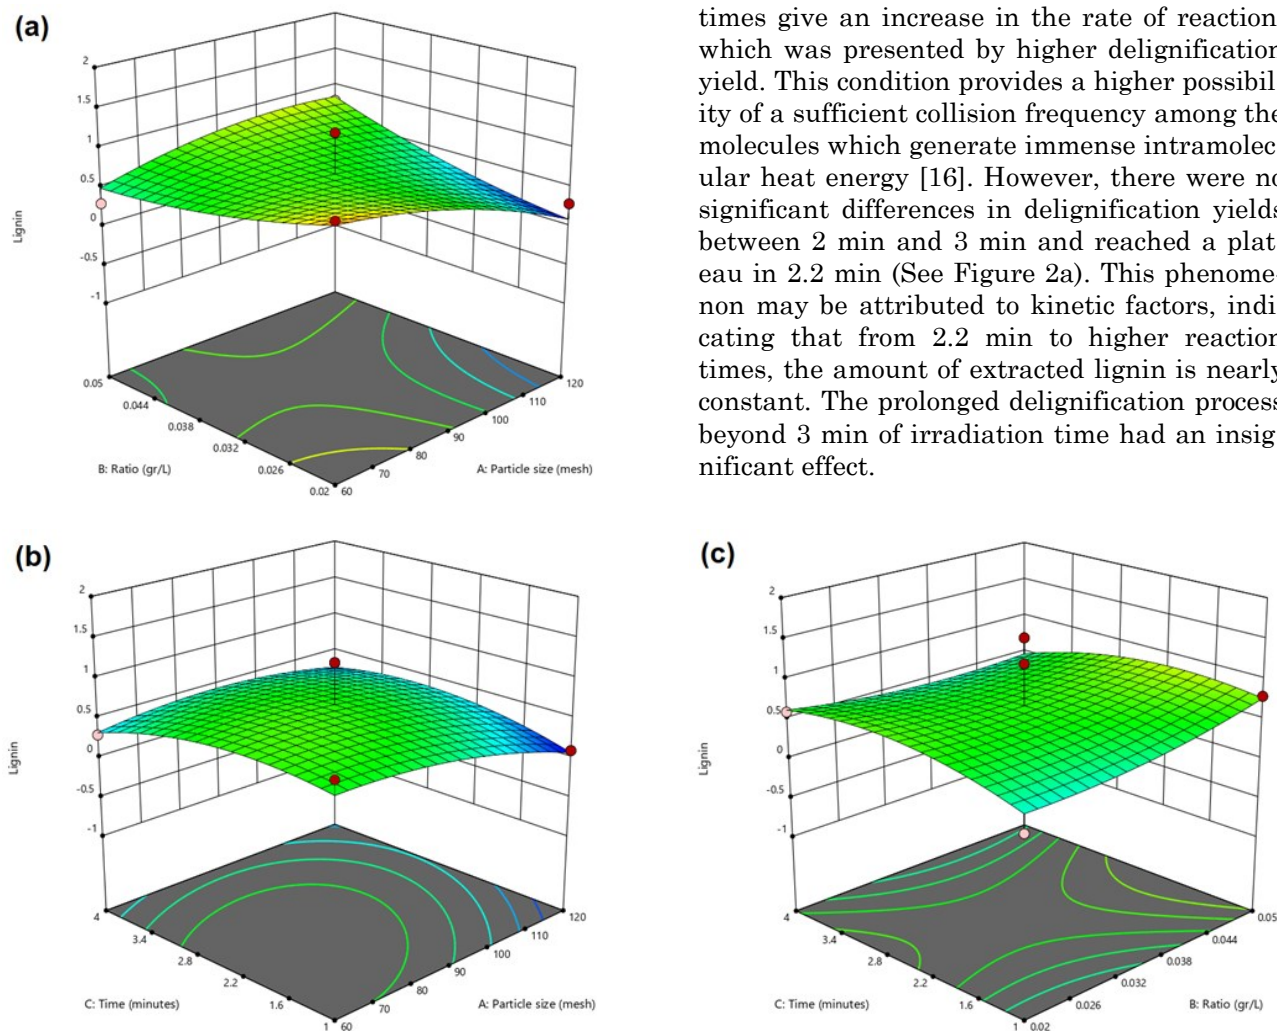 (a)
2
1.5
1
0.5
0
-0.5
-1
Lignin
0.05
0.044
0.038
0.032
0.026
0.02
B: Ratio (gr/L)
60
70
80
90
100
110
120
A: Particle size (mesh)
times give an increase in the rate of reaction
which was presented by higher delignification
yield. This condition provides a higher possibil
ity of a sufficient collision frequency among the
molecules which generate immense intramolec
ular heat energy [16]. However, there were no
significant differences in delignification yields
between 2 min and 3 min and reached a plat
eau in 2.2 min (See Figure 2a). This phenome
non may be attributed to kinetic factors, indi
cating that from 2.2 min to higher reaction
times, the amount of extracted lignin is nearly
constant. The prolonged delignification process
beyond 3 min of irradiation time had an insig
nificant effect.
(b)
2
1.5
1
0.5
0
-0.5
-1
Lignin
4
3.4
2.8
2.2
1.6
1
C: Time (minutes)
60
70
80
90
100
110
120
A: Particle size (mesh)
(c)
2
1.5
1
0.5
0
-0.5
-1
Lignin
4
3.4
2.8
2.2
1.6
1
C: Time (minutes)
0.02
0.026
0.032
0.038
0.044
0.05
B: Ratio (gr/L)